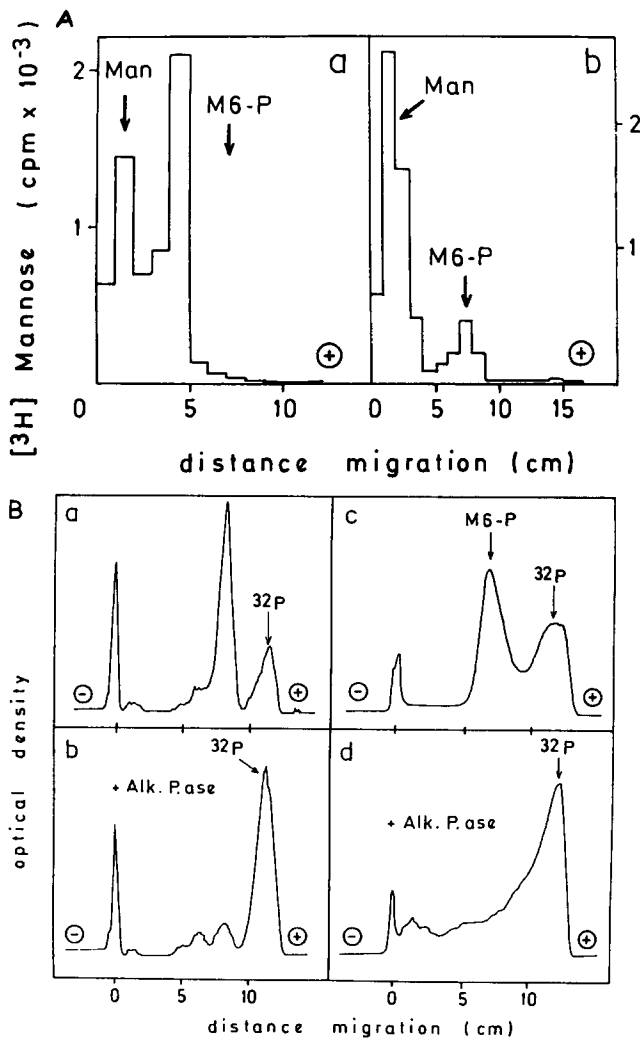 A
[3H] Mannnose (cpm x 10-3)
a
b
Man
M6-P
Man
M6-P
2
1
2
1
+
+
0 5 10
0 5 10 15
distance migration (cm)
B
a
c
M6-P
32P
32P
−
+
−
+
b
d
32P
32P
+ Alk. P.ase
+ Alk. P.ase
−
+
−
+
optical density
0 5 10
0 5 10
distance migration (cm)